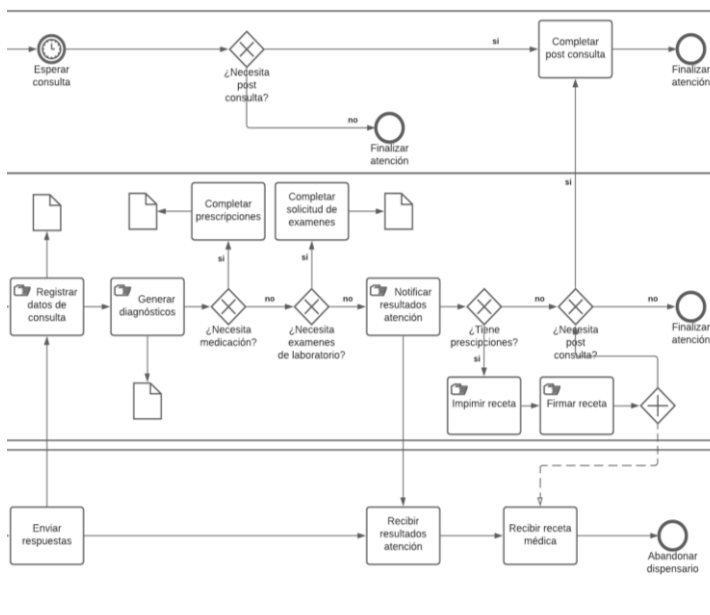 Esperar
consulta
¿Necesita
post
consulta?
si
no
Completar
post consulta
Finalizar
atención
Finalizar
atención
Completar
prescripciones
Completar
solicitud de
examenes
si
si
si
Registrar
datos de
consulta
Generar
diagnósticos
¿Necesita
medicación?
no
¿Necesita
examenes
de laboratorio?
no
Notificar
resultados
atención
¿Tiene
prescipciones?
no
si
¿Necesita
post
consulta?
no
Finalizar
atención
Impimir receta
Firmar receta
Enviar
respuestas
Recibir
resultados
atención
Recibir receta
médica
Abandonar
dispensario